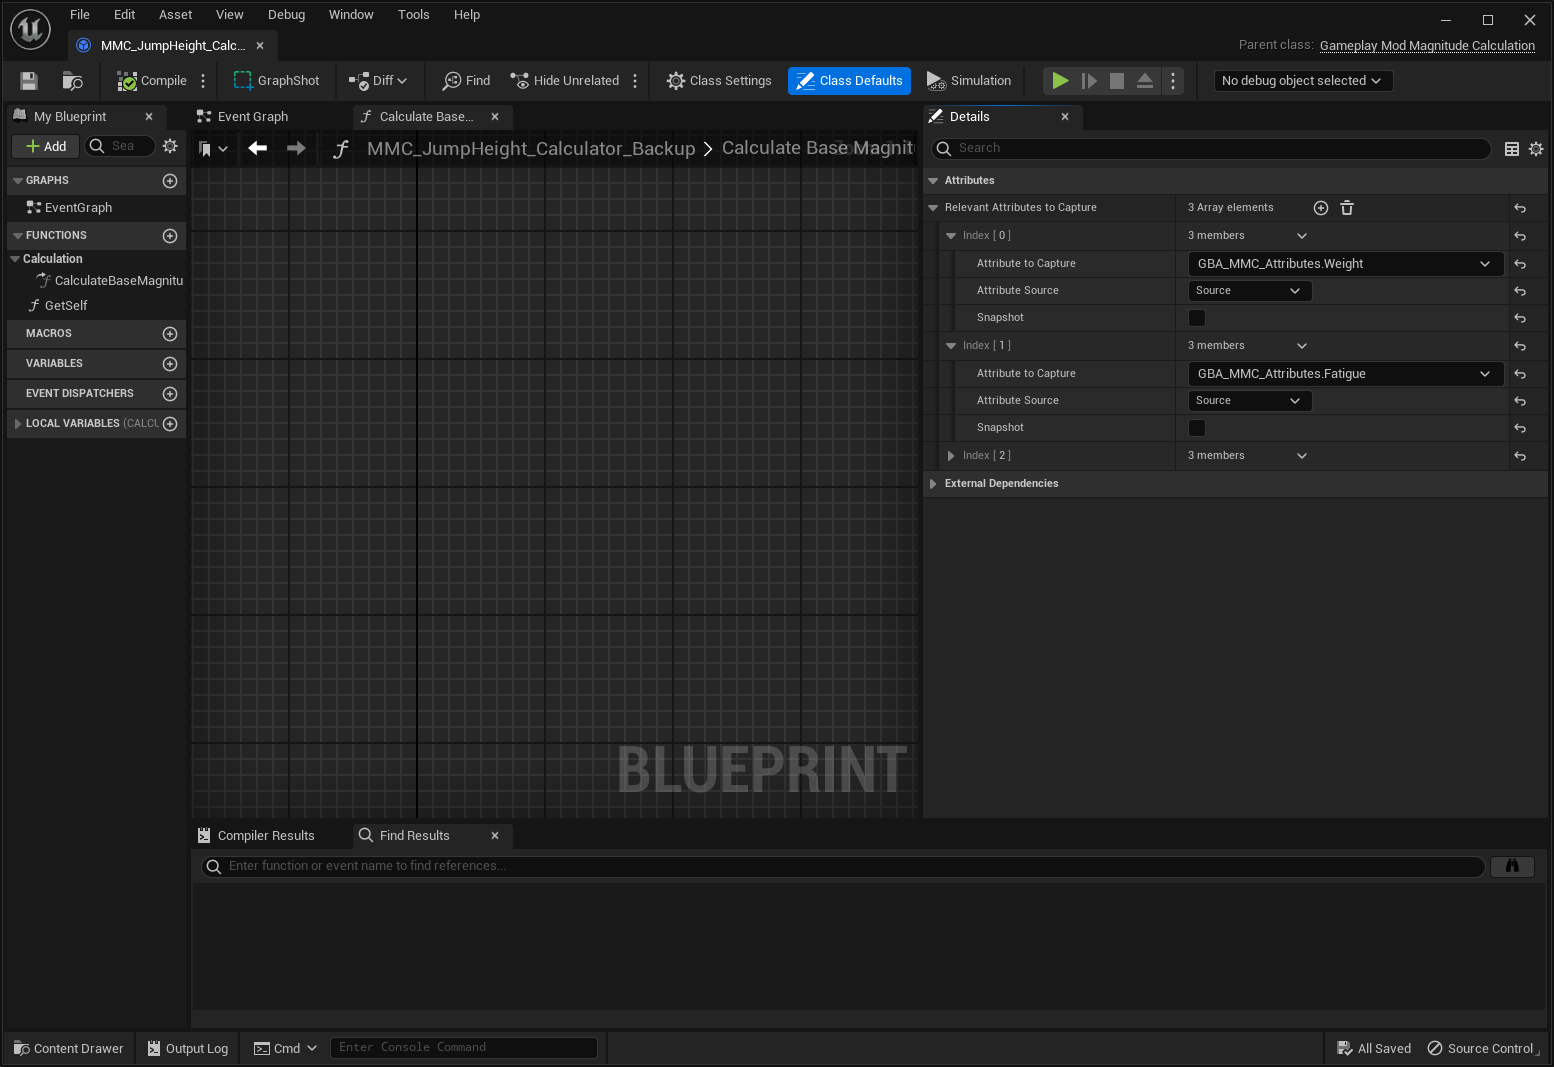 File Edit Asset View Debug Window Tools Help
MMC_JumpHeight_Calc...
Parent class: Gameplay Mod Magnitude Calculation
Compile GraphShot Diff Find Hide Unrelated Class Settings Class Defaults Simulation No debug object selected
My Blueprint Event Graph Calculate Base... Details
Add Sea
MMC_JumpHeight_Calculator_Backup > Calculate Base Magnit
Search
GRAPHS
EventGraph
FUNCTIONS
Calculation
CalculateBaseMagnitu
GetSelf
MACROS
VARIABLES
EVENT DISPATCHERS
LOCAL VARIABLES (CALCU
BLUEPRINT
Attributes
Relevant Attributes to Capture 3 Array elements
Index [ 0 ] 3 members
Attribute to Capture GBA_MMC_Attributes.Weight
Attribute Source Source
Snapshot
Index [ 1 ] 3 members
Attribute to Capture GBA_MMC_Attributes.Fatigue
Attribute Source Source
Snapshot
Index [ 2 ] 3 members
External Dependencies
Compiler Results Find Results
Enter function or event name to find references...
Content Drawer Output Log Cmd Enter Console Command All Saved Source Control